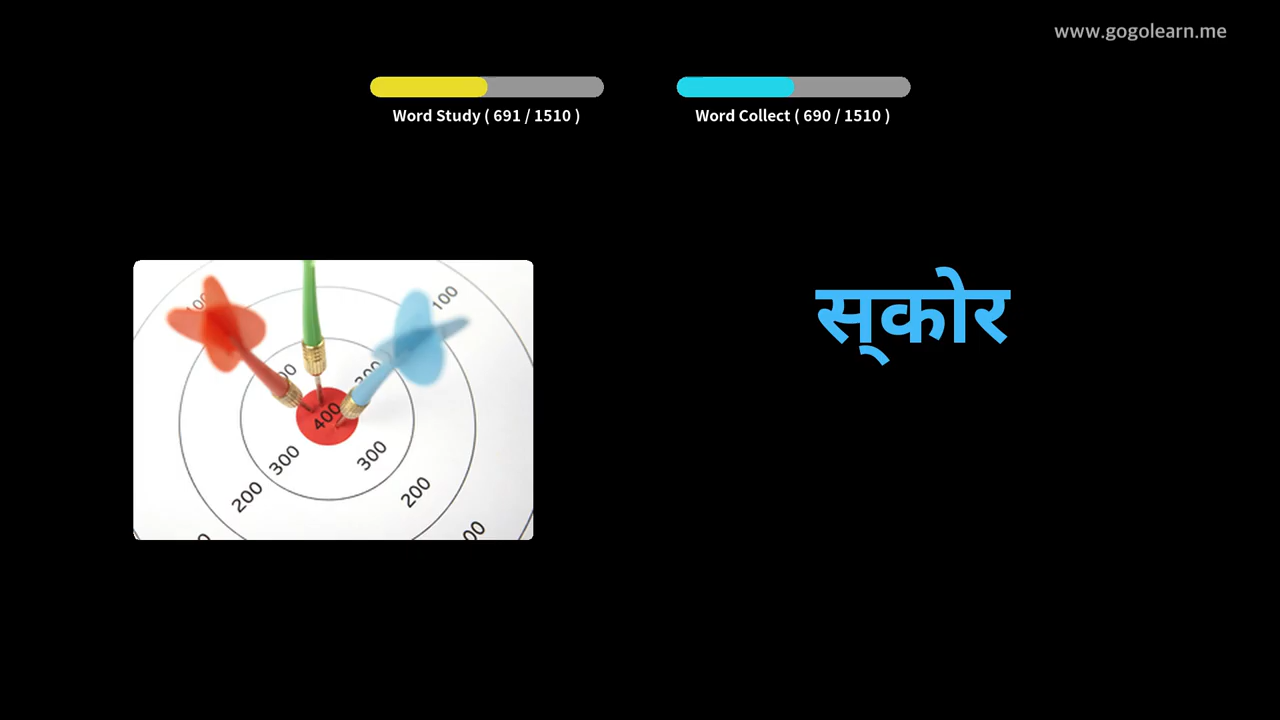 www.gogolearn.me
Word Study ( 691 / 1510 )
Word Collect ( 690 / 1510 )
स्‌कोर
100
100
400
300
300
200
200